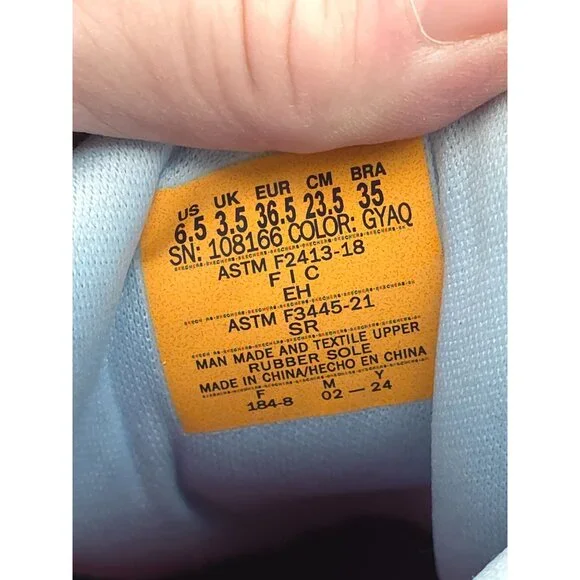 US UK EUR CM BRA
6.5 3.5 36.5 23.5 35
SN: 108166 COLOR: GYAQ
ASTM F2413-18
F I C
EH
ASTM F3445-21
SR
MAN MADE AND TEXTILE UPPER
RUBBER SOLE
MADE IN CHINA/HECHO EN CHINA
F M Y
184-8 02 — 24